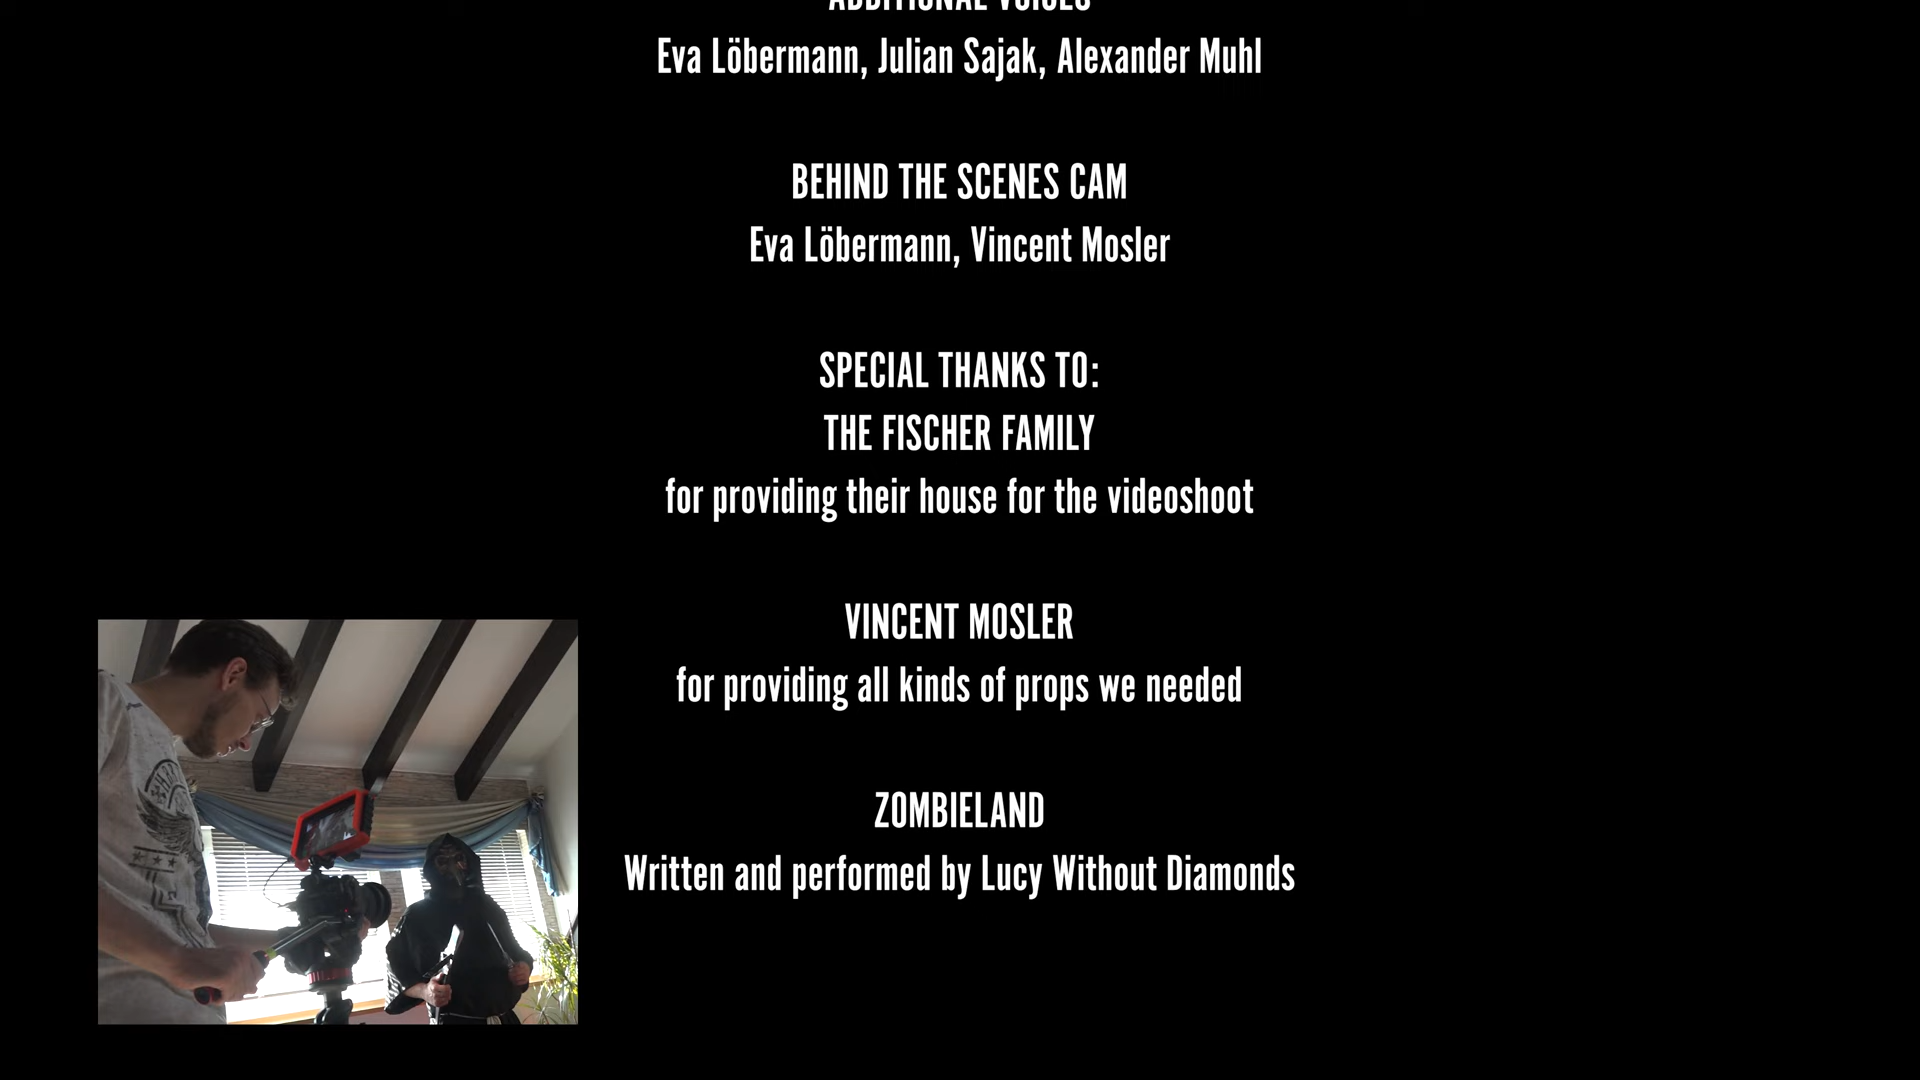 ADDITIONAL VOICES
Eva Löbermann, Julian Sajak, Alexander Muhl
BEHIND THE SCENES CAM
Eva Löbermann, Vincent Mosler
SPECIAL THANKS TO:
THE FISCHER FAMILY
for providing their house for the videoshoot
VINCENT MOSLER
for providing all kinds of props we needed
ZOMBIELAND
Written and performed by Lucy Without Diamonds